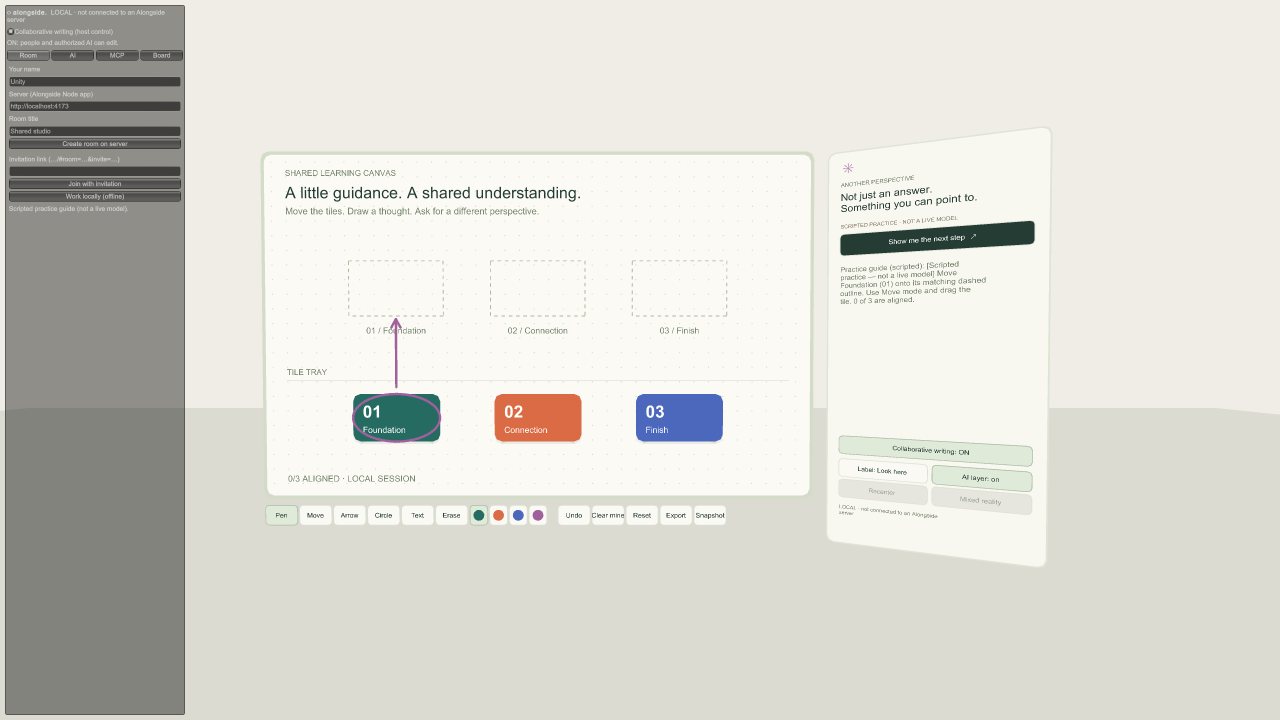 alongside. LOCAL · not connected to an Alongside
server
Collaborative writing (host control)
ON: people and authorized AI can edit.
Room
AI
MCP
Board
Your name
Unity
Server (Alongside Node app)
http://localhost:4173
Room title
Shared studio
Create room on server
Invitation link (…/#room=…&invite=…)
Join with invitation
Work locally (offline)
Scripted practice guide (not a live model).
SHARED LEARNING CANVAS
A little guidance. A shared understanding.
Move the tiles. Draw a thought. Ask for a different perspective.
01 / Foundation
02 / Connection
03 / Finish
TILE TRAY
01
Foundation
02
Connection
03
Finish
0/3 ALIGNED · LOCAL SESSION
Pen
Move
Arrow
Circle
Text
Erase
Undo
Clear mine
Reset
Export
Snapshot
ANOTHER PERSPECTIVE
Not just an answer.
Something you can point to.
SCRIPTED PRACTICE · NOT A LIVE MODEL
Show me the next step ↗
Practice guide (scripted): [Scripted
practice — not a live model] Move
Foundation (01) onto its matching dashed
outline. Use Move mode and drag the
tile. 0 of 3 are aligned.
Collaborative writing: ON
Label: Look here
AI layer: on
Recenter
Mixed reality
LOCAL · not connected to an Alongside
server